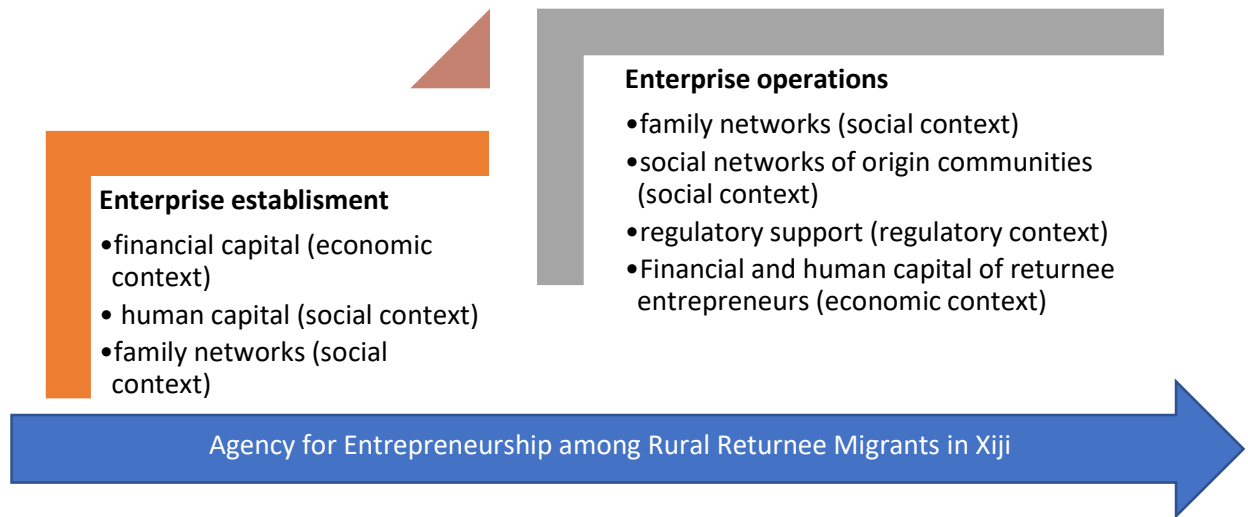 Enterprise establisment
•financial capital (economic
context)
• human capital (social context)
•family networks (social
context)
Enterprise operations
•family networks (social context)
•social networks of origin communities
(social context)
•regulatory support (regulatory context)
•Financial and human capital of returnee
entrepreneurs (economic context)
Agency for Entrepreneurship among Rural Returnee Migrants in Xiji